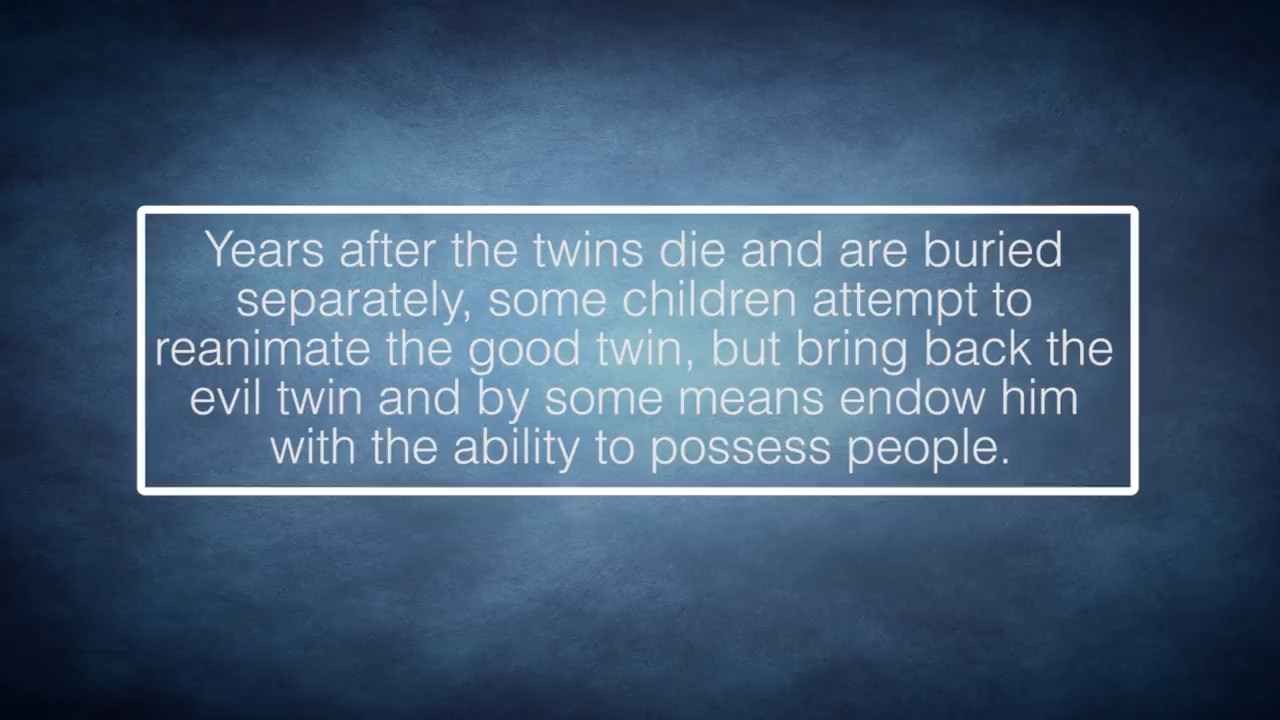 Years after the twins die and are buried
separately, some children attempt to
reanimate the good twin, but bring back the
evil twin and by some means endow him
with the ability to possess people.